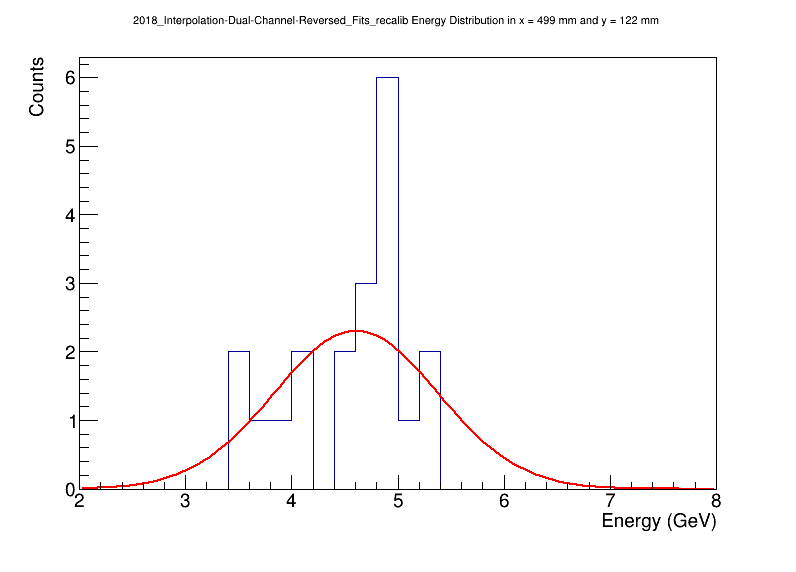 2018_Interpolation-Dual-Channel-Reversed_Fits_recalib Energy Distribution in x = 499 mm and y = 122 mm
Counts
6
5
4
3
2
1
0
2 3 4 5 6 7 8
Energy (GeV)